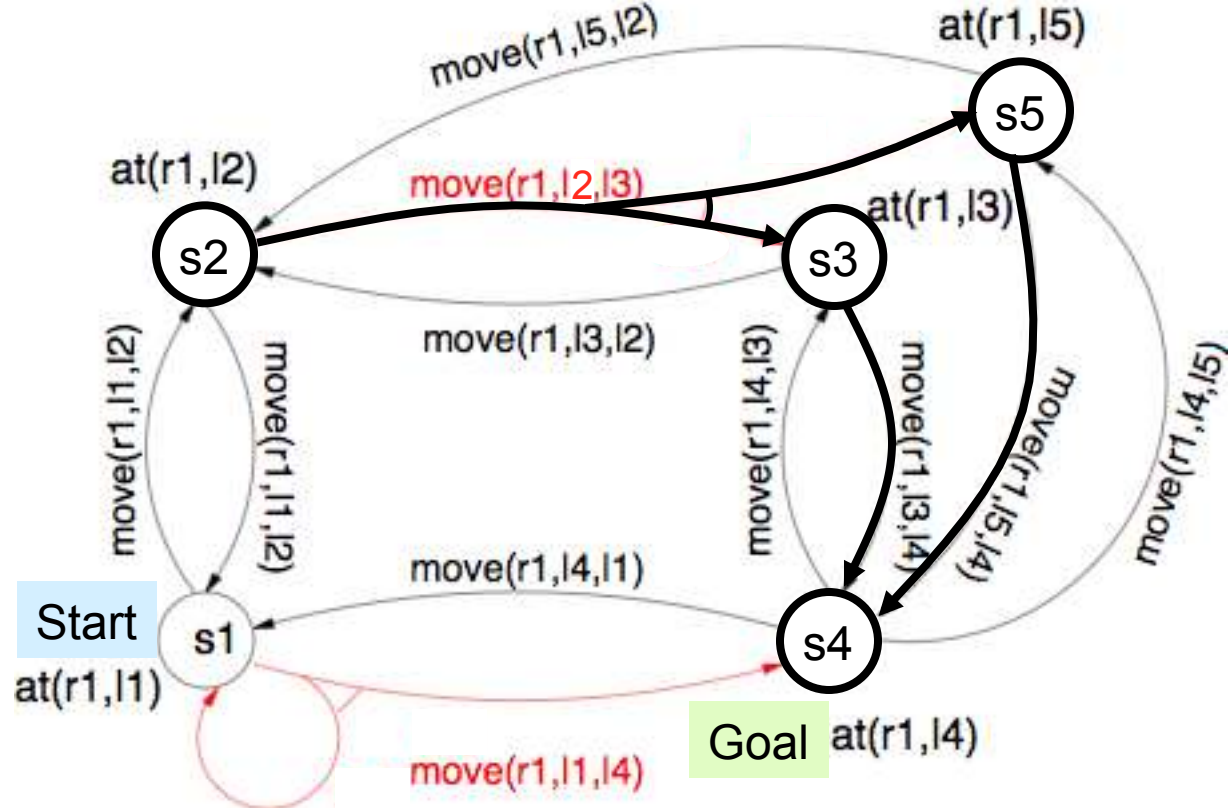 move(r1,l5,l2)
at(r1,l5)
s5
at(r1,l2)
move(r1,l2,l3)
at(r1,l3)
s2
s3
move(r1,l3,l2)
move(r1,l1,l2)
move(r1,l1,l2)
move(r1,l4,l3)
move(r1,l3,l4)
move(r1,l5,l4)
move(r1,l4,l5)
move(r1,l4,l1)
Start
s1
s4
at(r1,l1)
Goal
at(r1,l4)
move(r1,l1,l4)